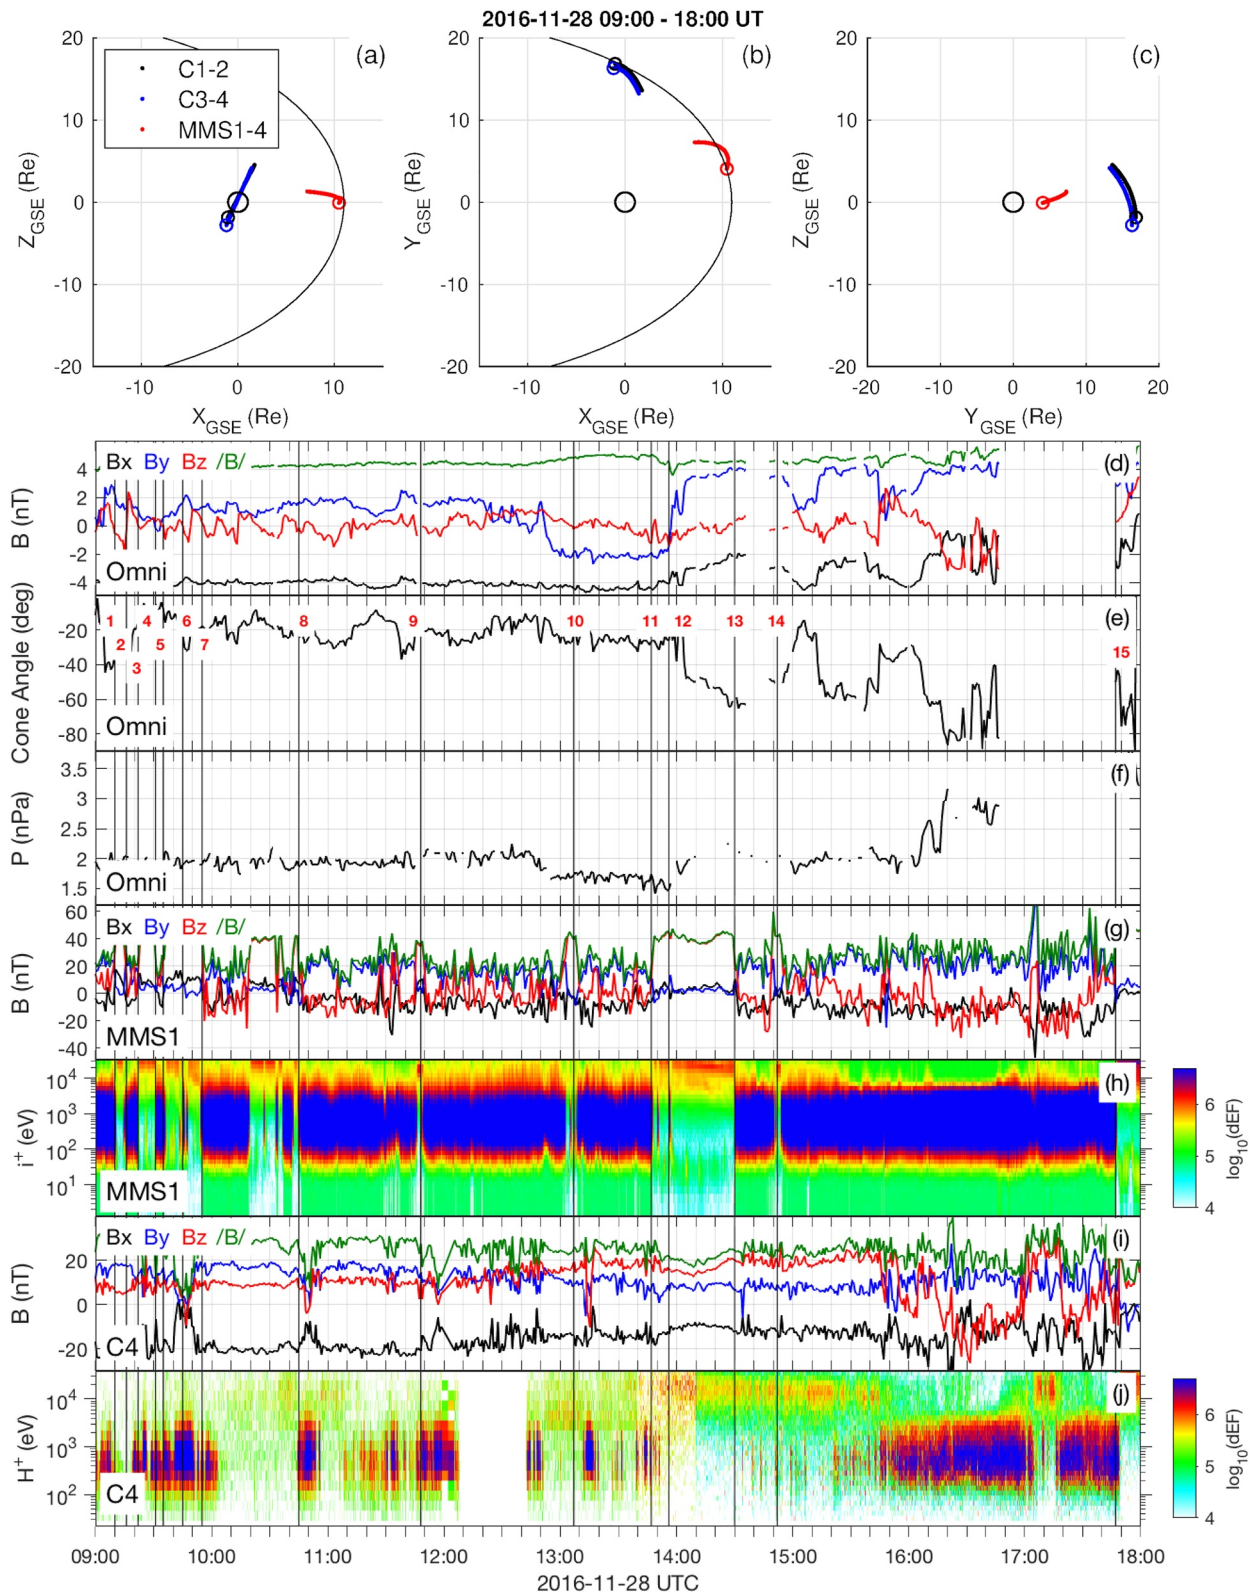 2016-11-28 09:00 - 18:00 UT
(a)
C1-2
C3-4
MMS1-4
20
10
0
-10
-20
Z_GSE (Re)
-10 0 10
X_GSE (Re)
(b)
20
10
0
-10
-20
Y_GSE (Re)
-10 0 10
X_GSE (Re)
(c)
20
10
0
-10
-20
Z_GSE (Re)
-10 0 10 20
Y_GSE (Re)
Bx By Bz /B/
(d)
4
2
0
-2
-4
B (nT)
Omni
(e)
1 2 3 4 5 6 7 8 9 10 11 12 13 14 15
-20
-40
-60
-80
Cone Angle (deg)
Omni
(f)
3.5
3
2.5
2
1.5
P (nPa)
Omni
Bx By Bz /B/
(g)
60
40
20
0
-20
-40
B (nT)
MMS1
(h)
10^4
10^3
10^2
10^1
i+ (eV)
MMS1
6
5
4
log10(dEF)
Bx By Bz /B/
(i)
20
0
-20
B (nT)
C4
(j)
10^4
10^3
10^2
H+ (eV)
C4
6
5
4
log10(dEF)
09:00 10:00 11:00 12:00 13:00 14:00 15:00 16:00 17:00 18:00
2016-11-28 UTC